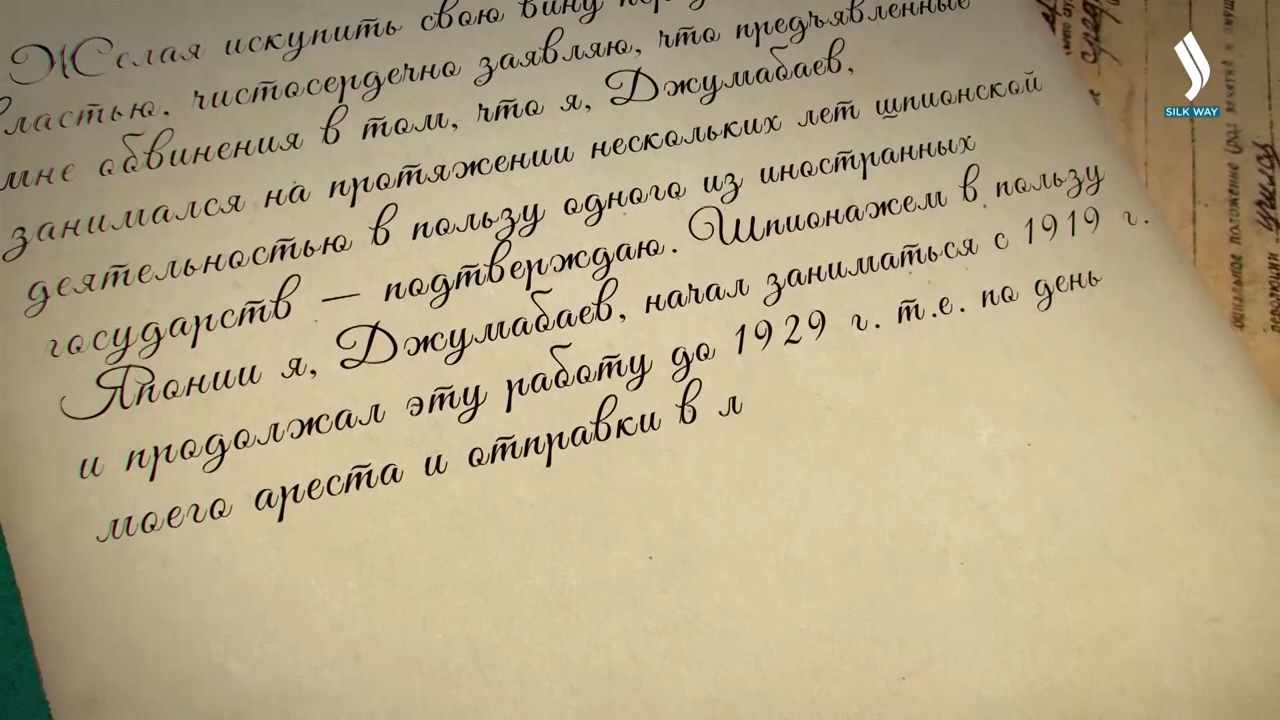 Желая искупить свою вину
властью, чистосердечно заявляю, что предъявленные
мне обвинения в том, что я, Джумабаев,
занимался на протяжении нескольких лет шпионской
деятельностью в пользу одного из иностранных
государств — подтверждаю. Шпионажем в пользу
Японии я, Джумабаев, начал заниматься с 1919 г.
и продолжал эту работу до 1929 г. т.е. по день
моего ареста и отправки в л
SILK WAY